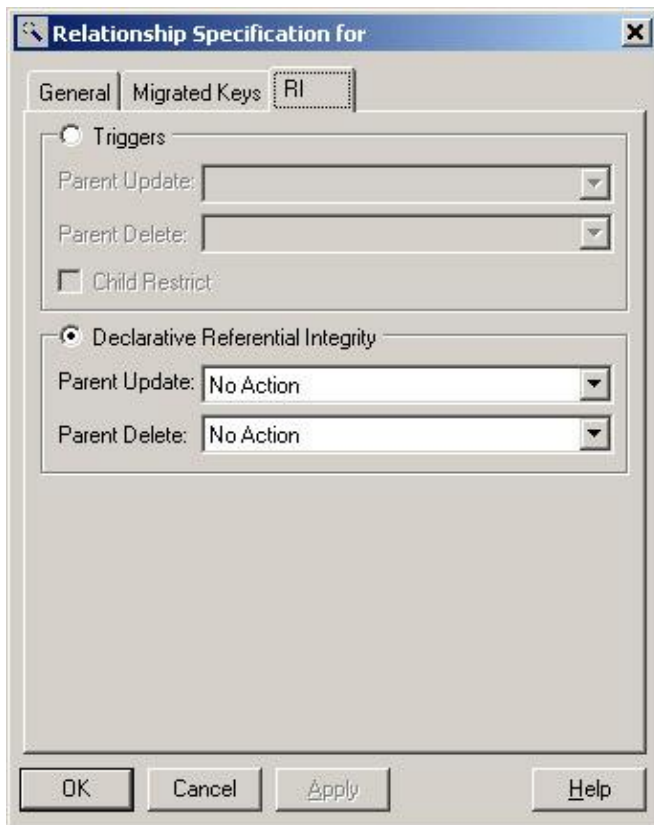 Relationship Specification for
General Migrated Keys RI
Triggers
Parent Update:
Parent Delete:
Child Restrict
Declarative Referential Integrity
Parent Update: No Action
Parent Delete: No Action
OK Cancel Apply Help